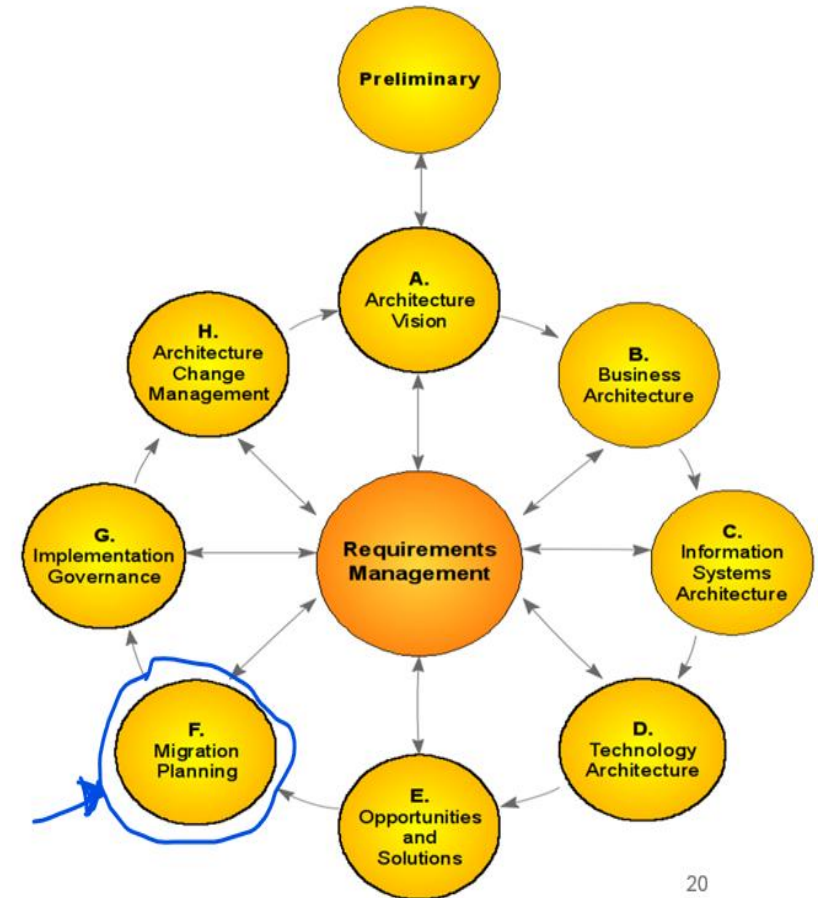 Preliminary
A.
Architecture
Vision
B.
Business
Architecture
C.
Information
Systems
Architecture
D.
Technology
Architecture
E.
Opportunities
and
Solutions
F.
Migration
Planning
G.
Implementation
Governance
H.
Architecture
Change
Management
Requirements
Management
20